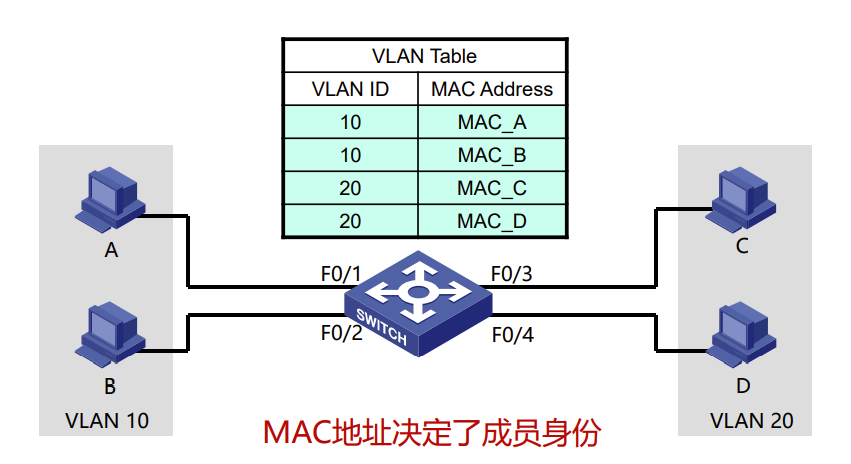 VLAN Table
VLAN ID MAC Address
10 MAC_A
10 MAC_B
20 MAC_C
20 MAC_D
A
C
F0/1
F0/3
SWITCH
F0/2
F0/4
B
D
VLAN 10
VLAN 20
MAC地址决定了成员身份